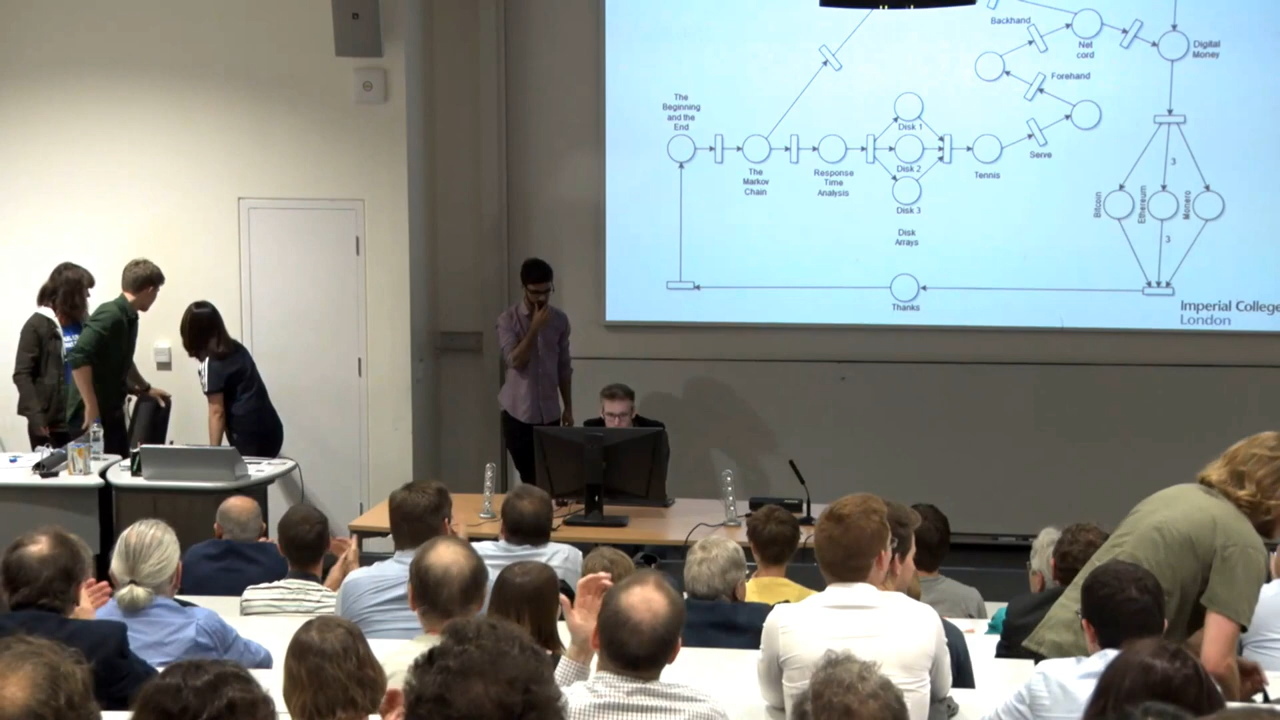 Backhand
Net
cord
Digital
Money
Forehand
The
Beginning
and the
End
Disk 1
Serve
The
Markov
Chain
Response
Time
Analysis
Disk 2
Tennis
3
Disk 3
Bitcoin
Ethereum
Monero
Disk
Arrays
3
Thanks
Imperial College
London